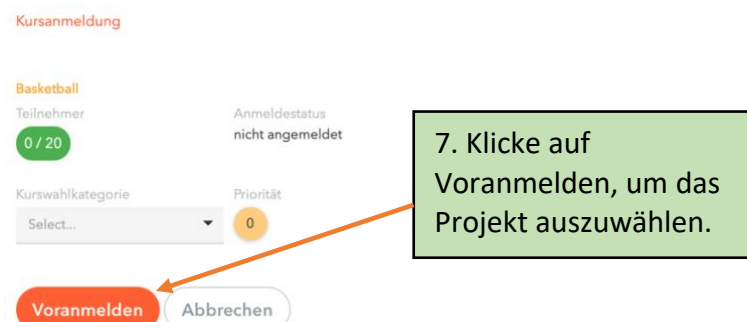 Kursanmeldung
Basketball
Teilnehmer
Anmeldestatus
0 / 20
nicht angemeldet
Kurswahlkategorie
Priorität
Select...
0
Voranmelden
Abbrechen
7. Klicke auf
Voranmelden, um das
Projekt auszuwählen.